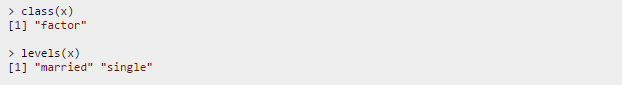 > class(x)
[1] "factor"
> levels(x)
[1] "married" "single"